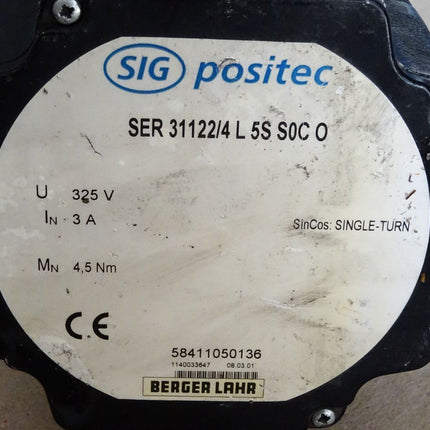 SIG positec
SER 31122/4 L 5S S0C O
U 325 V
IN 3 A
SinCos: SINGLE-TURN
MN 4,5 Nm
CE
58411050136
1140033647 08.03.01
BERGER LAHR